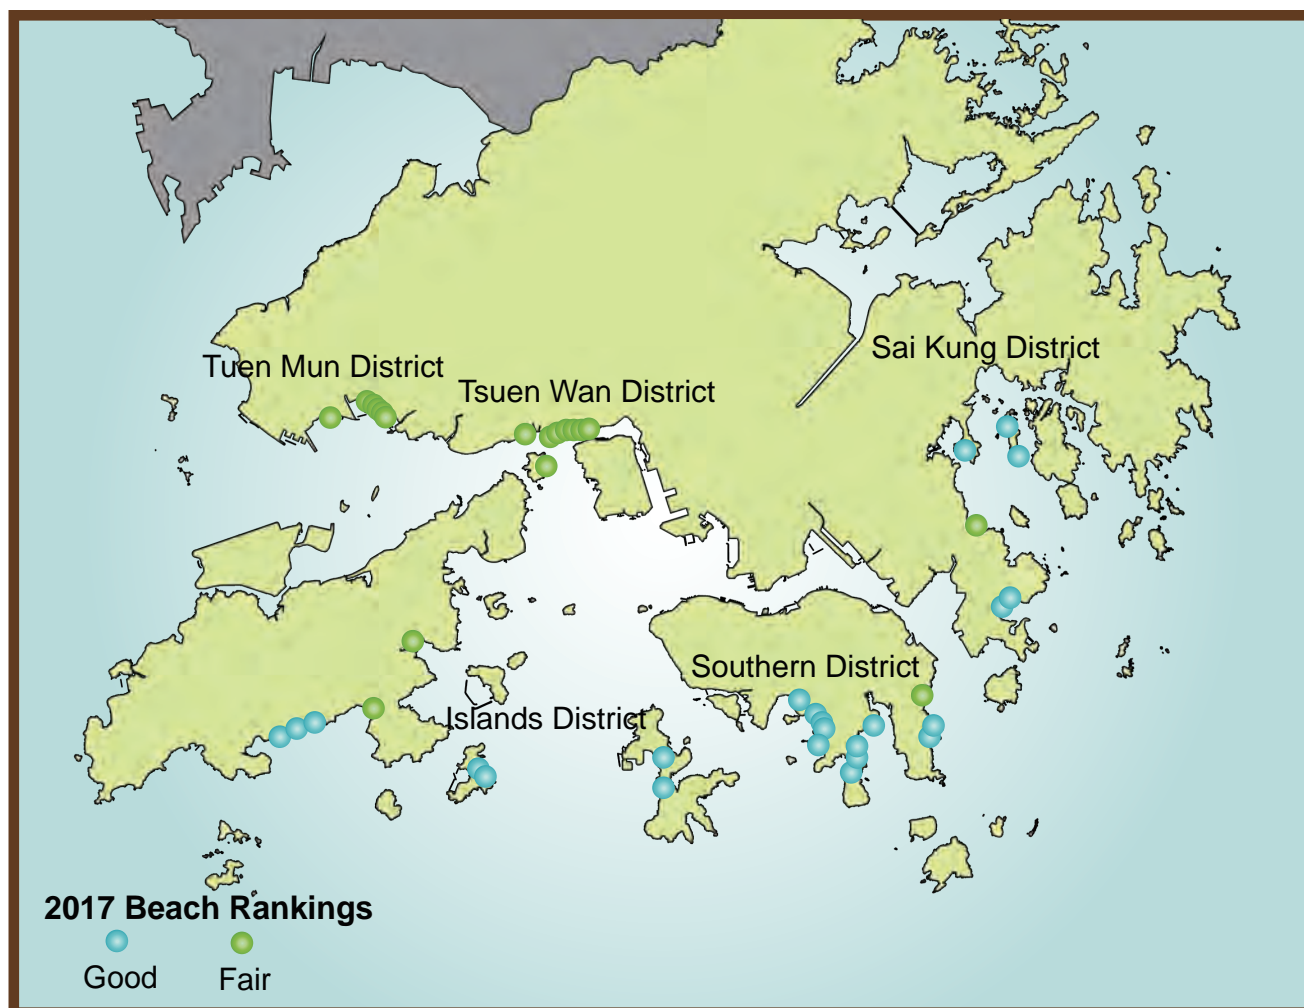 Sai Kung District
Tuen Mun District
Tsuen Wan District
Southern District
Islands District
2017 Beach Rankings
Good
Fair